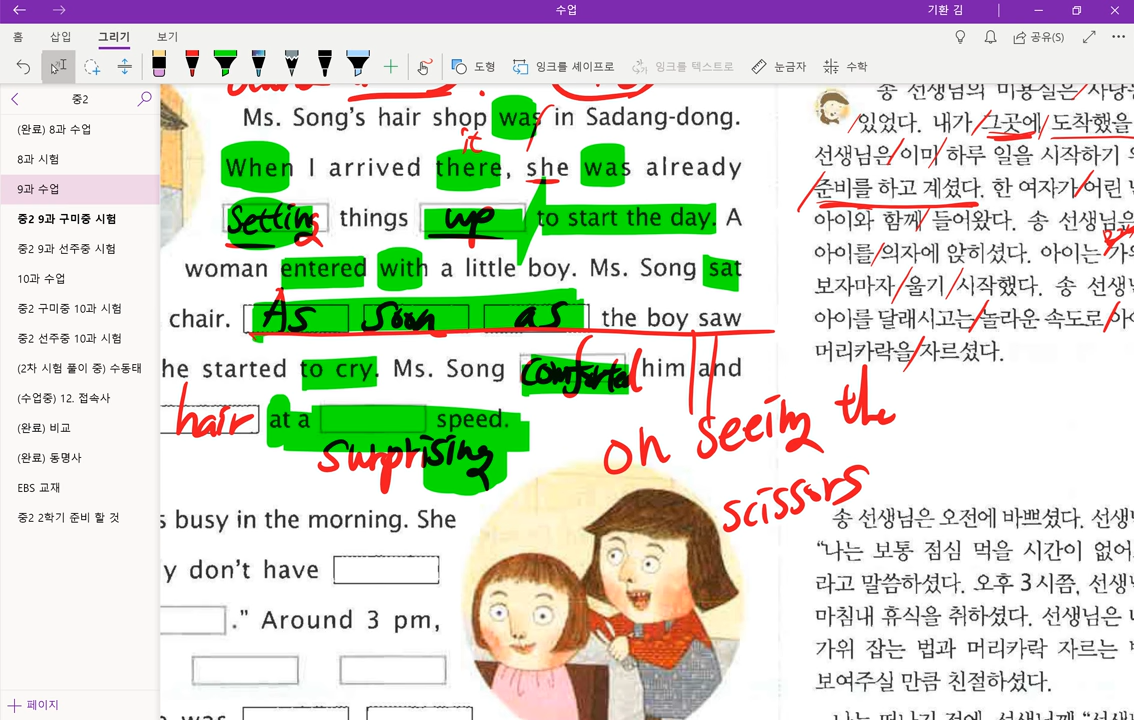 수업
기환 김
홈 삽입 그리기 보기
공유(S)
도형 잉크를 셰이프로 잉크를 텍스트로 눈금자 수학
중2
(완료) 8과 수업
8과 시험
9과 수업
중2 9과 구미중 시험
중2 9과 선주중 시험
10과 수업
중2 구미중 10과 시험
중2 선주중 10과 시험
(2차 시험 풀이 중) 수동태
(수업중) 12. 접속사
(완료) 비교
(완료) 동명사
EBS 교재
중2 2학기 준비 할 것
페이지
Ms. Song's hair shop was in Sadang-dong.
it
When I arrived there, she was already
Setting things up to start the day. A
woman entered with a little boy. Ms. Song sat
chair. As soon as the boy saw
he started to cry. Ms. Song comforted him and
hair at a speed.
surprising
on seeing the
scissors
s busy in the morning. She
y don't have
." Around 3 pm,
송 선생님의 미용실은 사당
있었다. 내가 그곳에 도착했을
선생님은 이미 하루 일을 시작하기
준비를 하고 계셨다. 한 여자가 어린
아이와 함께 들어왔다. 송 선생님은
아이를 의자에 앉히셨다. 아이는 가
보자마자 울기 시작했다. 송 선생
아이를 달래시고는 놀라운 속도로 아
머리카락을 자르셨다.
송 선생님은 오전에 바쁘셨다. 선생
“나는 보통 점심 먹을 시간이 없어
라고 말씀하셨다. 오후 3시쯤, 선생
마침내 휴식을 취하셨다. 선생님은
가위 잡는 법과 머리카락 자르는
보여주실 만큼 친절하셨다.